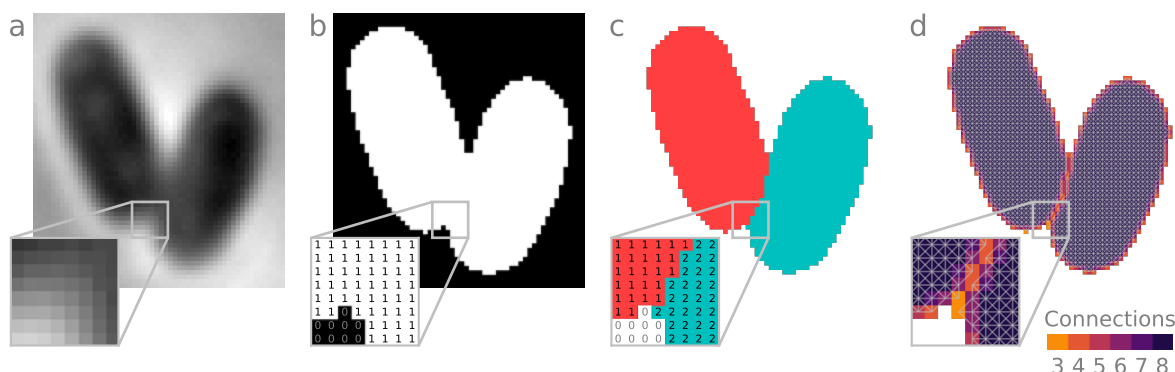 a
b
c
d
1 1 1 1 1 1 1 1
1 1 1 1 1 1 1 1
1 1 1 1 1 1 1 1
1 1 1 1 1 1 1 1
1 1 1 1 1 1 1 1
1 1 0 1 1 1 1 1
0 0 0 0 1 1 1 1
0 0 0 0 1 1 1 1
1 1 1 1 1 1 2 2
1 1 1 1 1 2 2 2
1 1 1 1 1 2 2 2
1 1 1 1 2 2 2 2
1 1 1 1 2 2 2 2
1 1 0 2 2 2 2 2
0 0 0 0 2 2 2 2
0 0 0 0 2 2 2 2
Connections
3 4 5 6 7 8